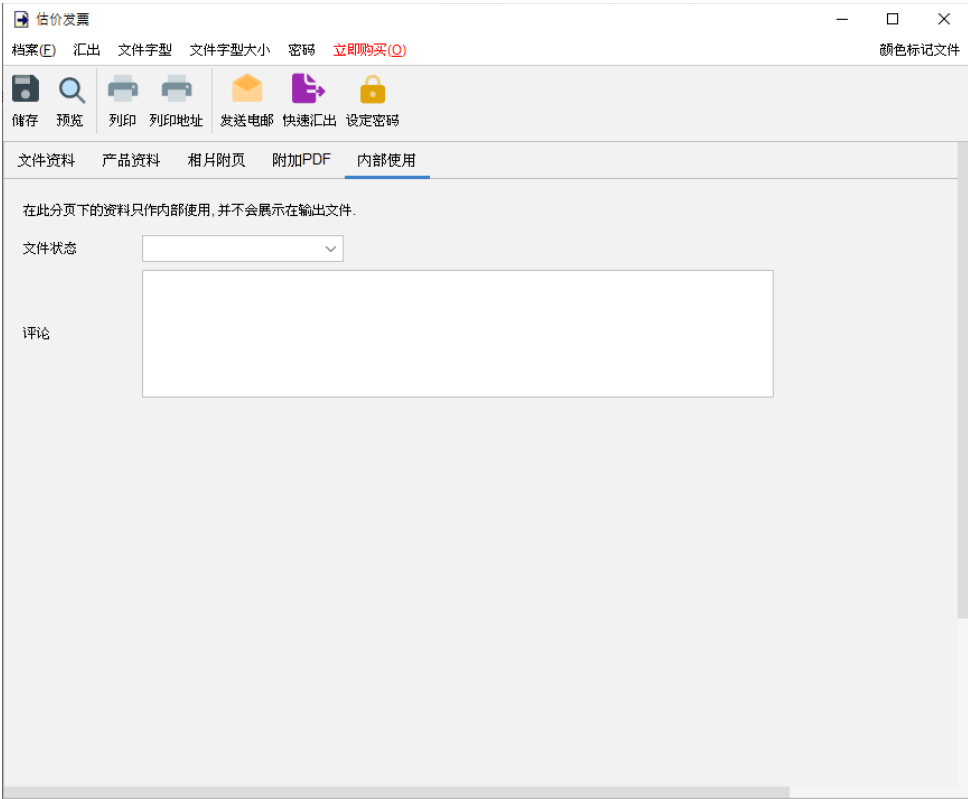 估价发票
档案(F) 汇出 文件字型 文件字型大小 密码 立即购买(O) 颜色标记文件
储存 预览 列印 列印地址 发送电邮 快速汇出 设定密码
文件资料 产品资料 相片附页 附加PDF 内部使用
在此分页下的资料只作内部使用, 并不会展示在输出文件.
文件状态
评论